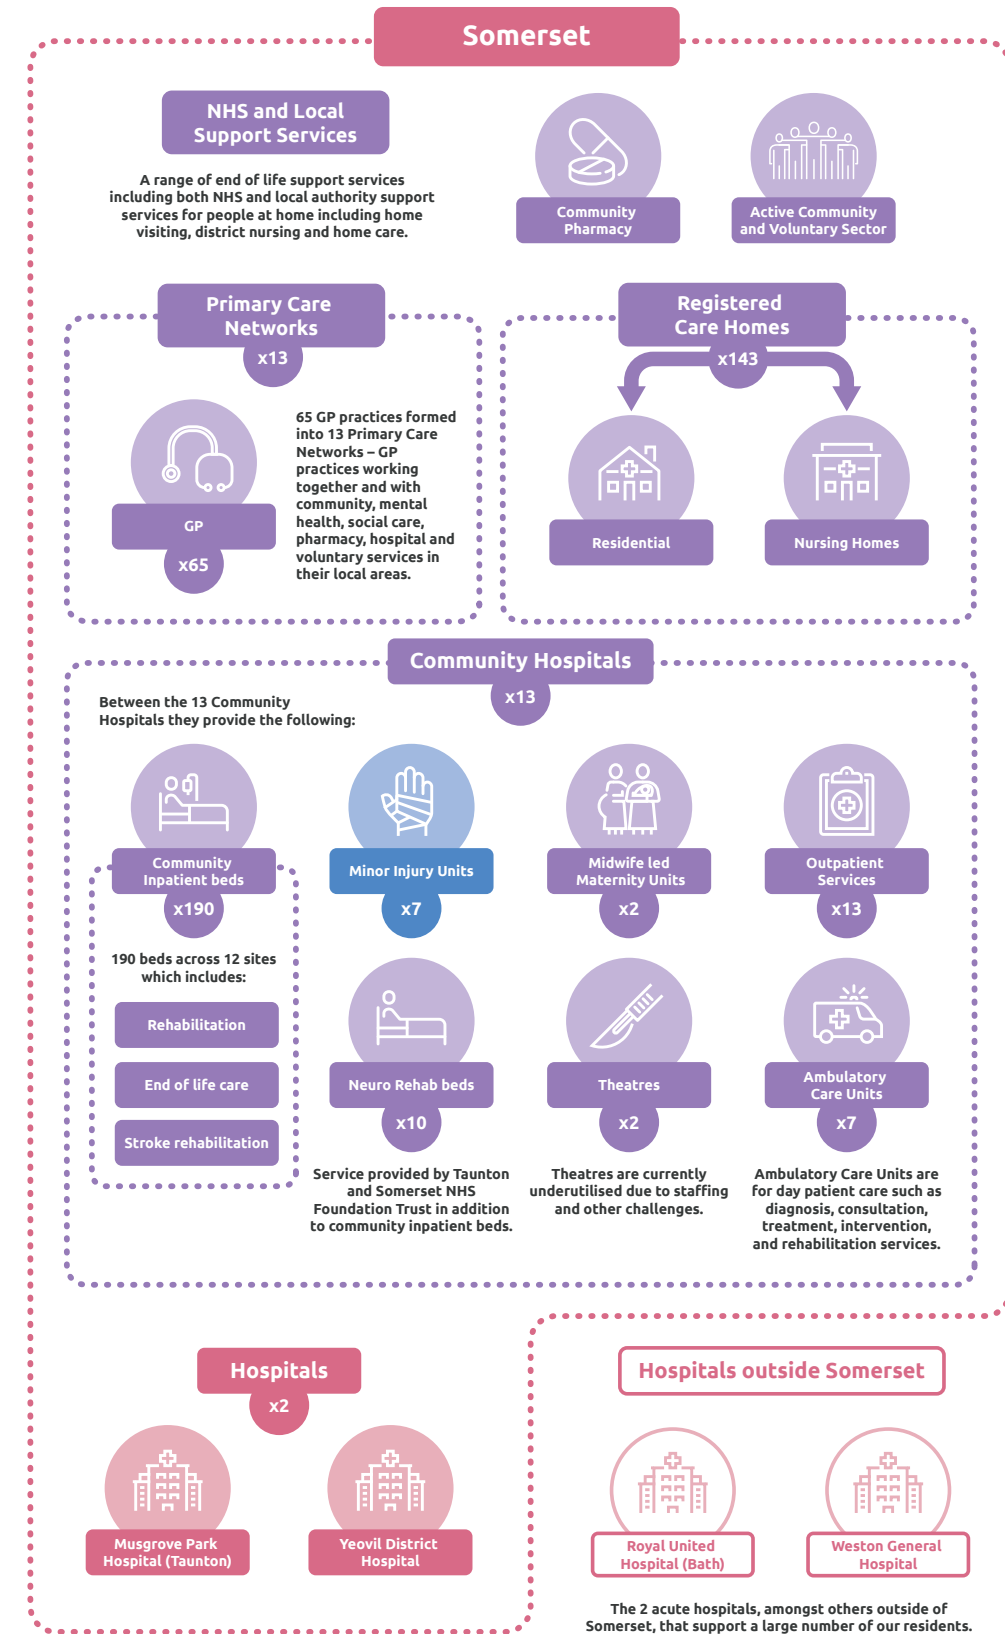 Somerset
NHS and Local
Support Services
A range of end of life support services
including both NHS and local authority support
services for people at home including home
visiting, district nursing and home care.
Community
Pharmacy
Active Community
and Voluntary Sector
Primary Care
Networks
x13
GP
x65
65 GP practices formed
into 13 Primary Care
Networks – GP
practices working
together and with
community, mental
health, social care,
pharmacy, hospital and
voluntary services in
their local areas.
Registered
Care Homes
x143
Residential
Nursing Homes
Community Hospitals
x13
Between the 13 Community
Hospitals they provide the following:
Community
Inpatient beds
x190
190 beds across 12 sites
which includes:
Rehabilitation
End of life care
Stroke rehabilitation
Minor Injury Units
x7
Midwife led
Maternity Units
x2
Outpatient
Services
x13
Neuro Rehab beds
x10
Service provided by Taunton
and Somerset NHS
Foundation Trust in addition
to community inpatient beds.
Theatres
x2
Theatres are currently
underutilised due to staffing
and other challenges.
Ambulatory
Care Units
x7
Ambulatory Care Units are
for day patient care such as
diagnosis, consultation,
treatment, intervention,
and rehabilitation services.
Hospitals
x2
Musgrove Park
Hospital (Taunton)
Yeovil District
Hospital
Hospitals outside Somerset
Royal United
Hospital (Bath)
Weston General
Hospital
The 2 acute hospitals, amongst others outside of
Somerset, that support a large number of our residents.